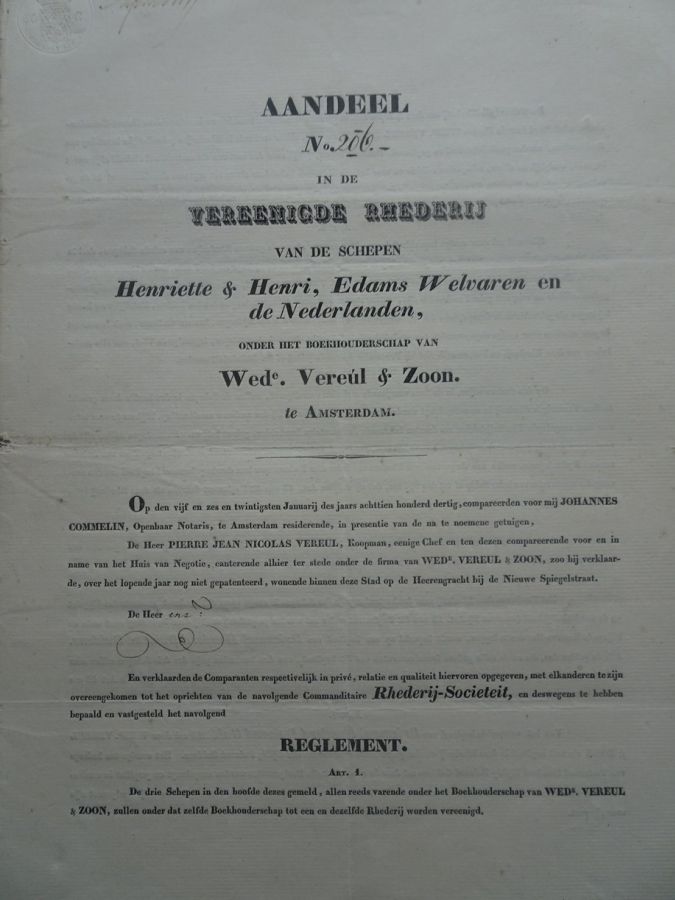 AANDEEL
No. 206.
IN DE
VEREENIGDE RHEDERIJ
VAN DE SCHEPEN
Henriette & Henri, Edams Welvaren en
de Nederlanden,
ONDER HET BOEKHOUDERSCHAP VAN
Wede. Vereúl & Zoon.
te AMSTERDAM.
Op den vijf en zes en twintigsten Januarij des jaars achttien honderd dertig, compareerden voor mij JOHANNES
COMMELIN, Openbaar Notaris, te Amsterdam residerende, in presentie van de na te noemene getuigen,
De Heer PIERRE JEAN NICOLAS VEREUL, Koopman, eenige Chef en ten dezen compareerende voor en in
name van het Huis van Negotie, canterende alhier ter stede onder de firma van WEDE. VEREUL & ZOON, zoo hij verklaar-
de, over het lopende jaar nog niet gepatenteerd, wonende binnen deze Stad op de Heerengracht bij de Nieuwe Spiegelstraat.
De Heer enz:
En verklaarden de Comparanten respectivelijk in privé, relatie en qualiteit hiervoren opgegeven, met elkanderen te zijn
overeengekomen tot het oprichten van de navolgende Commanditaire Rhederij-Societeit, en deswegens te hebben
bepaald en vastgesteld het navolgend
REGLEMENT.
ART. 1.
De drie Schepen in den hoofde dezes gemeld, allen reeds varende onder het Boekhouderschap van WEDE. VEREUL
& ZOON, zullen onder dat zelfde Boekhouderschap tot een en dezelfde Rhederij worden vereenigd.